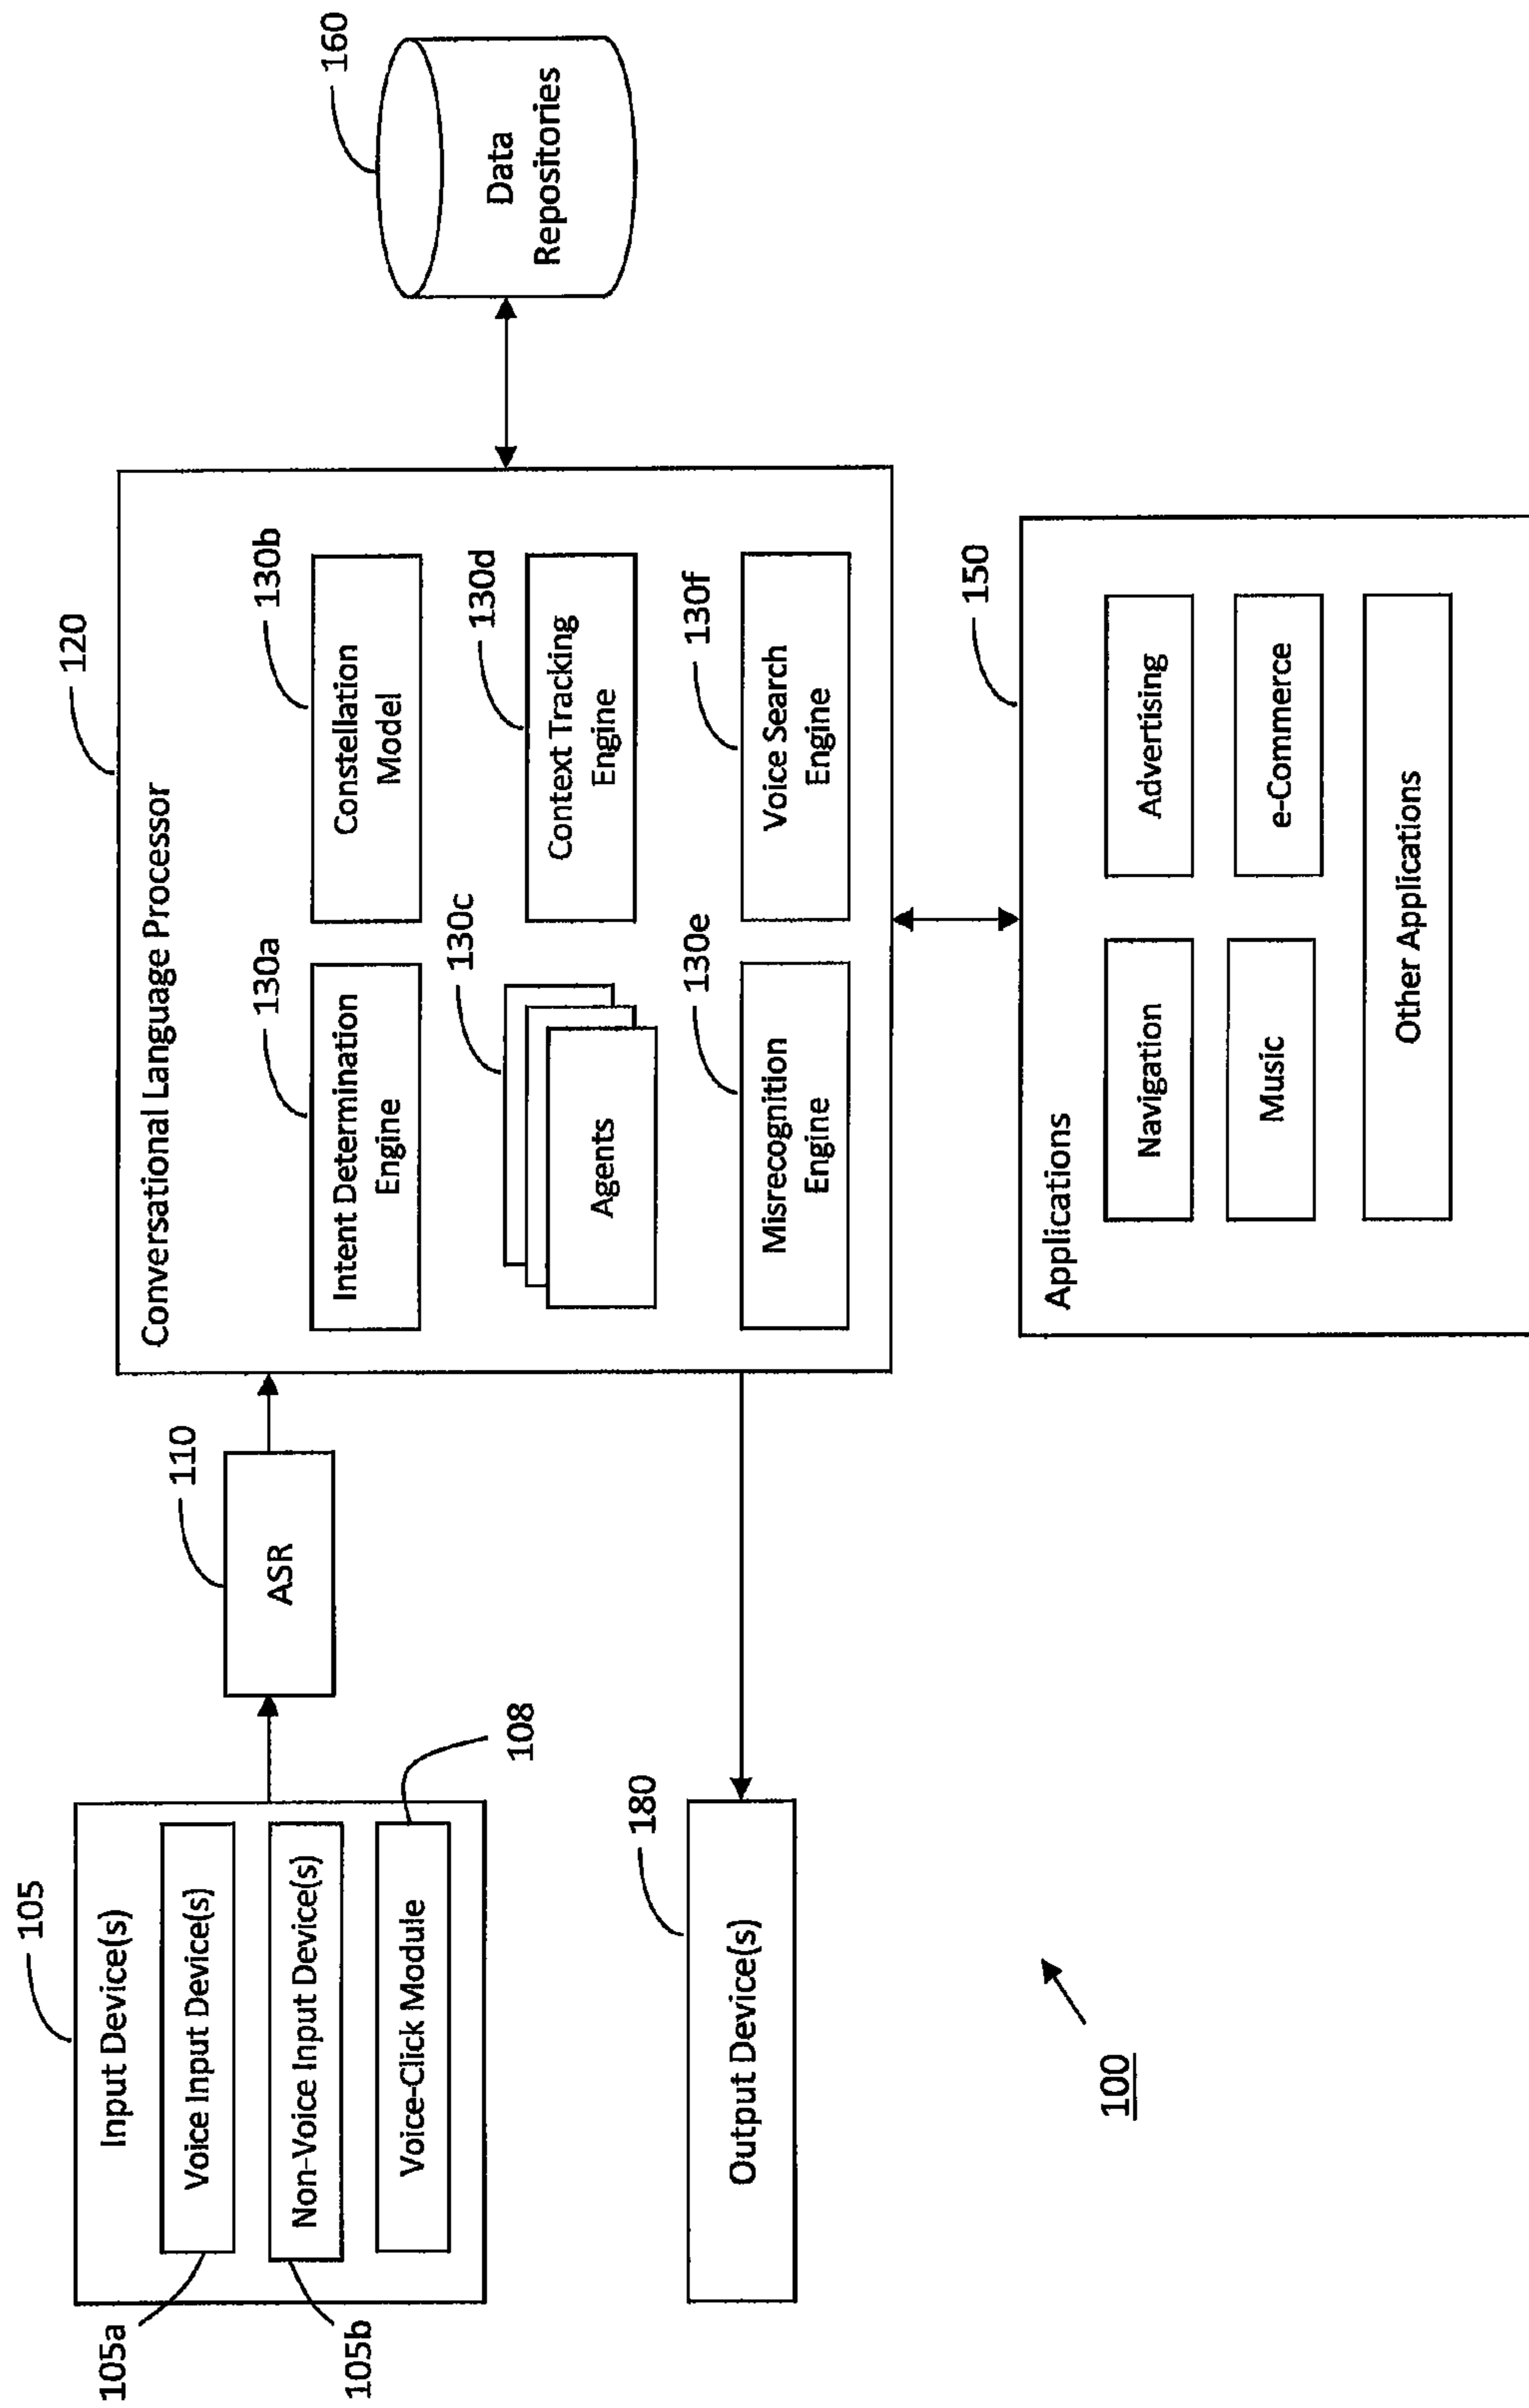 105
Input Device(s)
105a
Voice Input Device(s)
105b
Non-Voice Input Device(s)
Voice-Click Module
108
110
ASR
120
Conversational Language Processor
130a
Intent Determination
Engine
130b
Constellation
Model
130c
Agents
130d
Context Tracking
Engine
130e
Misrecognition
Engine
130f
Voice Search
Engine
160
Data
Repositories
180
Output Device(s)
150
Applications
Navigation
Advertising
Music
e-Commerce
Other Applications
100